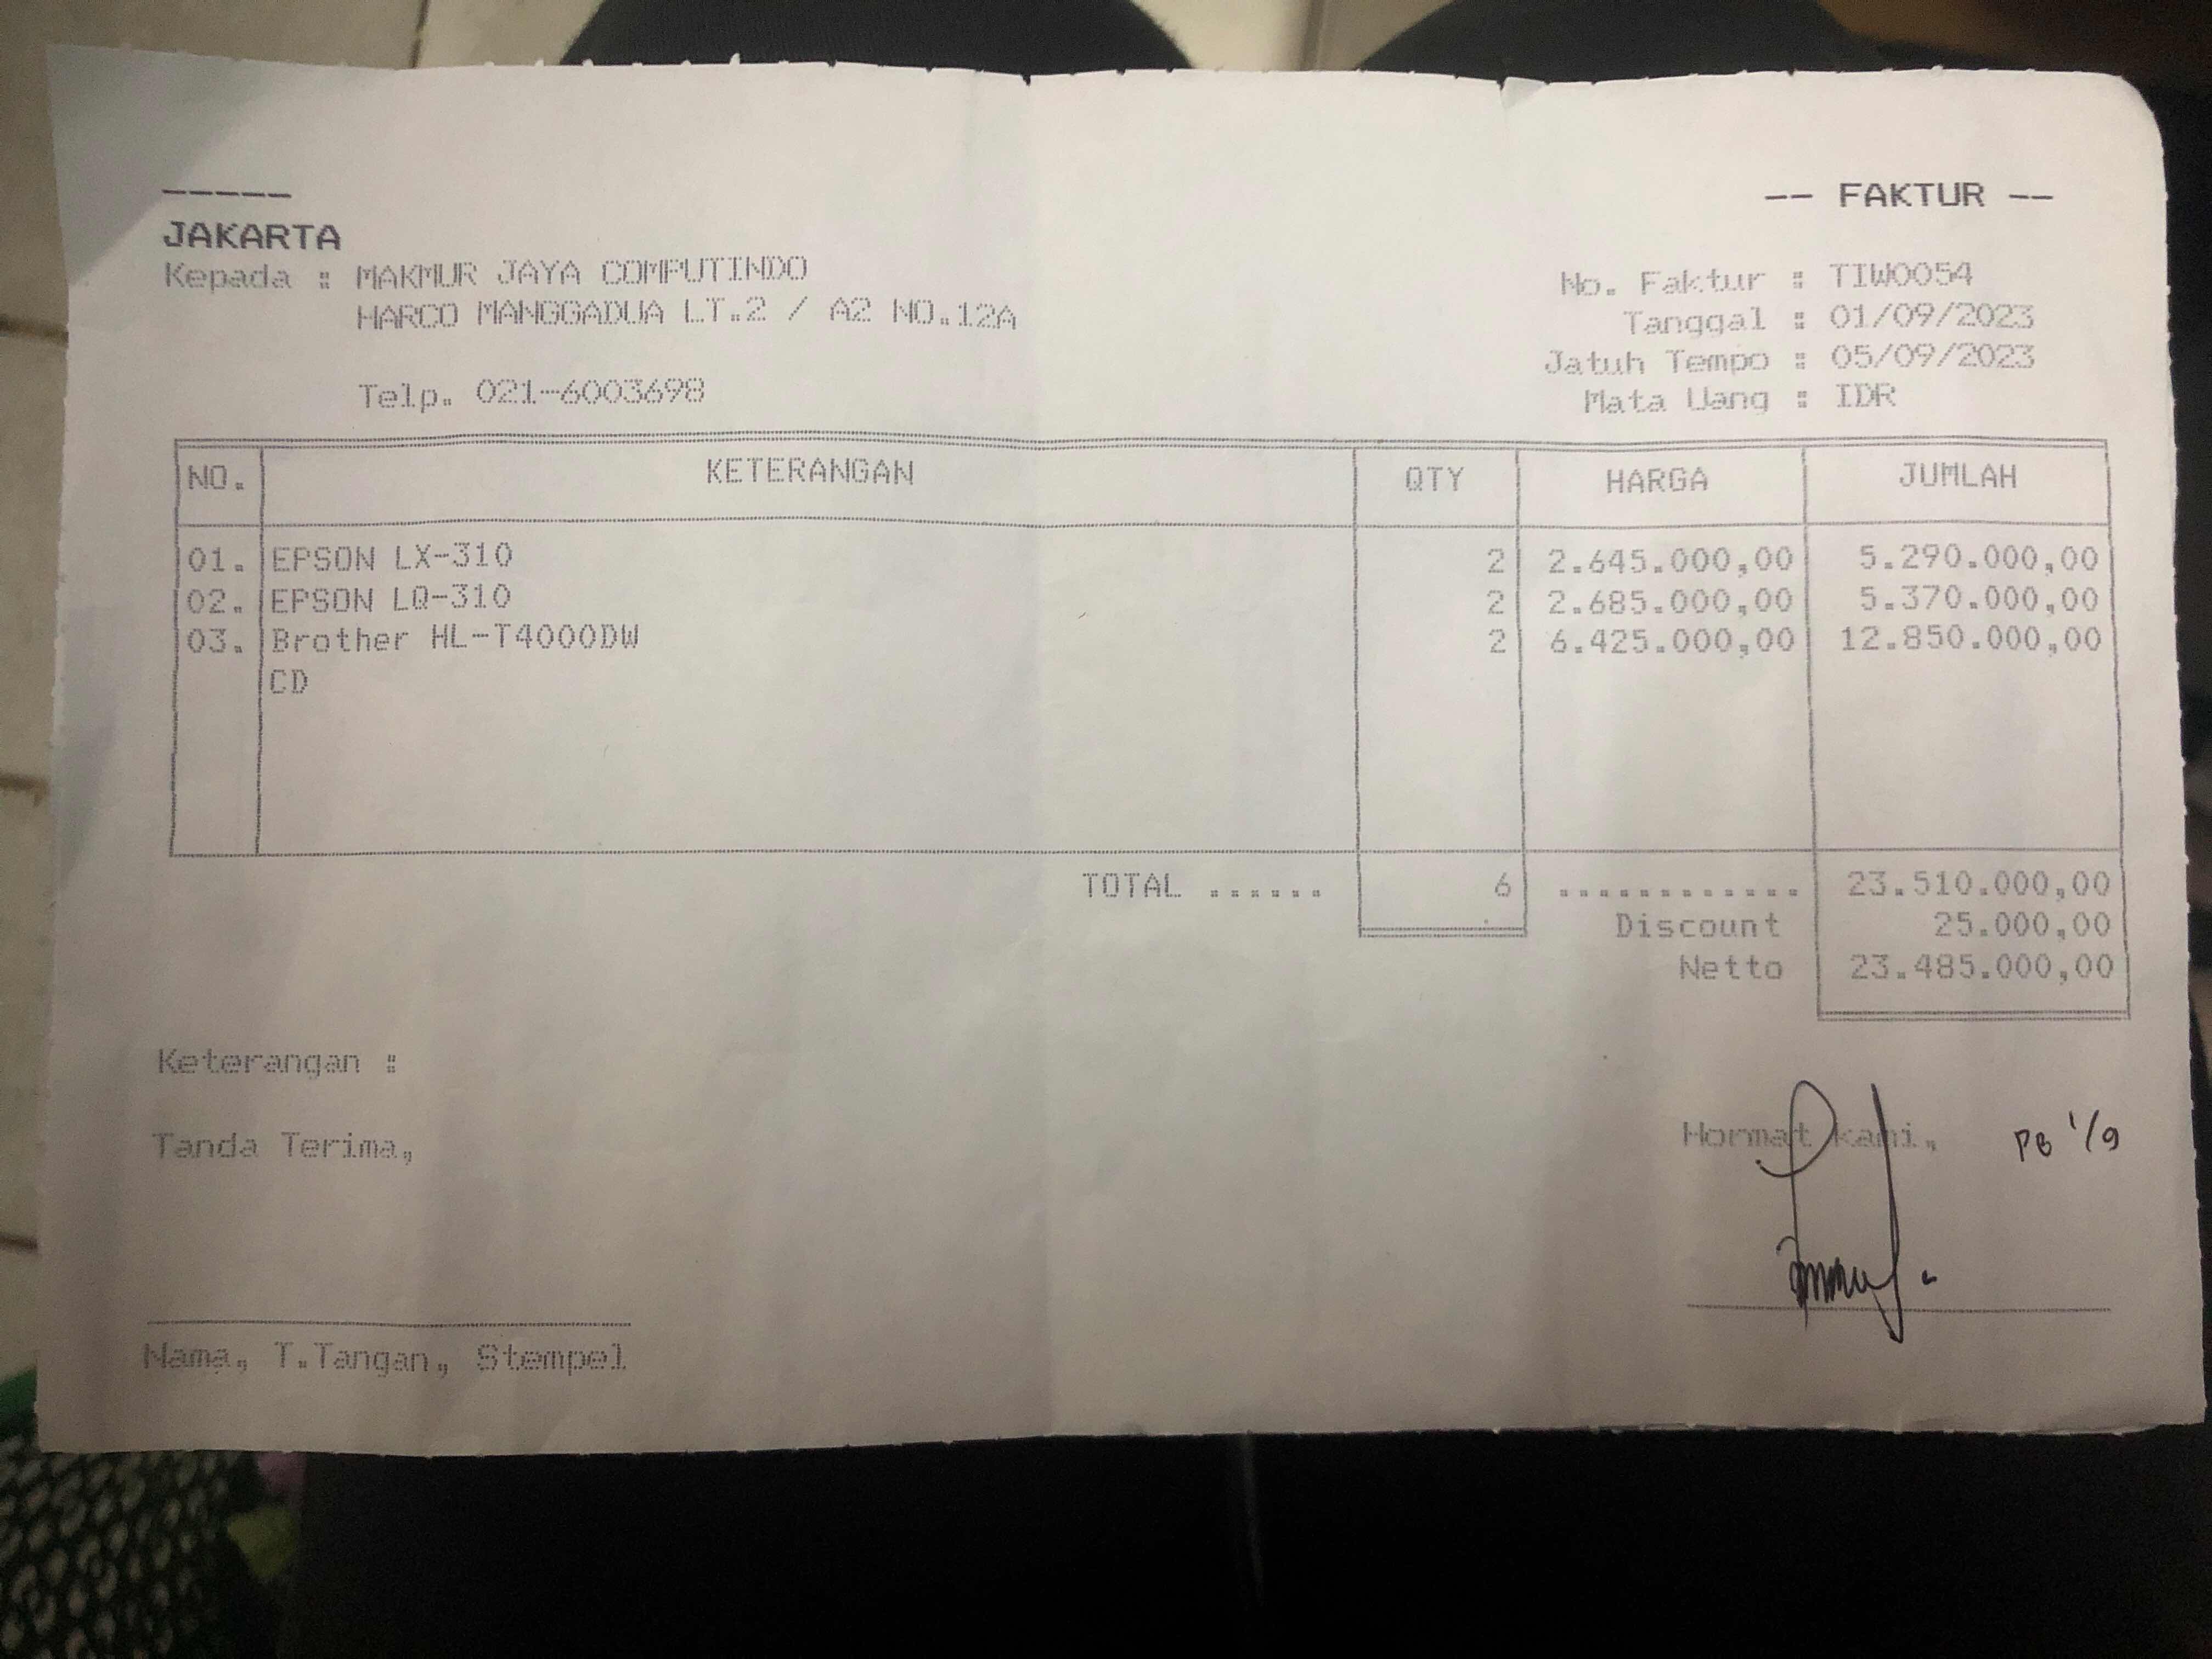 -----
-- FAKTUR --
JAKARTA
Kepada : MAKMUR JAYA COMPUTINDO
HARCO MANGGADUA LT.2 / A2 NO.12A
Telp. 021-6003698
No. Faktur : TIW0054
Tanggal : 01/09/2023
Jatuh Tempo : 05/09/2023
Mata Uang : IDR
NO. KETERANGAN QTY HARGA JUMLAH
01. EPSON LX-310 2 2.645.000,00 5.290.000,00
02. EPSON LQ-310 2 2.685.000,00 5.370.000,00
03. Brother HL-T4000DW 2 6.425.000,00 12.850.000,00
CD
TOTAL ...... 6 ............. 23.510.000,00
Discount 25.000,00
Netto 23.485.000,00
Keterangan :
Tanda Terima,
Hormat kami, PB 1/9
Nama, T.Tangan, Stempel